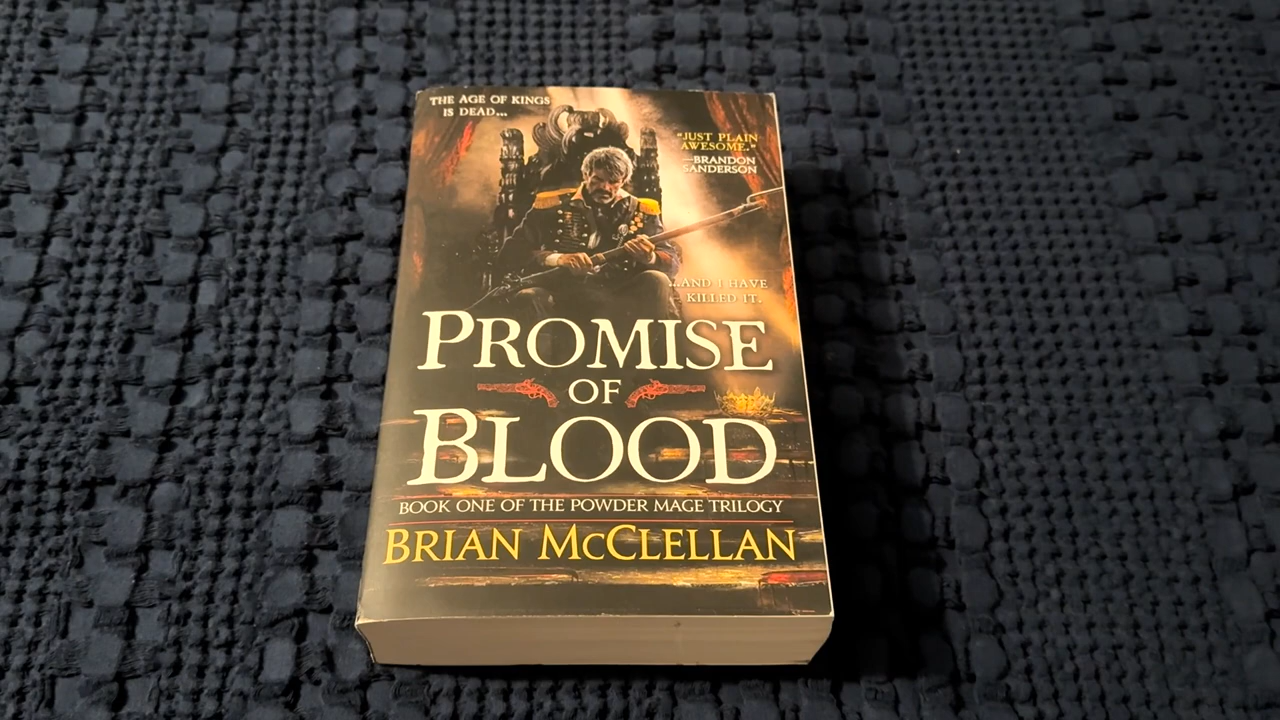 THE AGE OF KINGS
IS DEAD...
"JUST PLAIN
AWESOME."
—BRANDON
SANDERSON
...AND I HAVE
KILLED IT.
PROMISE
OF
BLOOD
BOOK ONE OF THE POWDER MAGE TRILOGY
BRIAN McCLELLAN